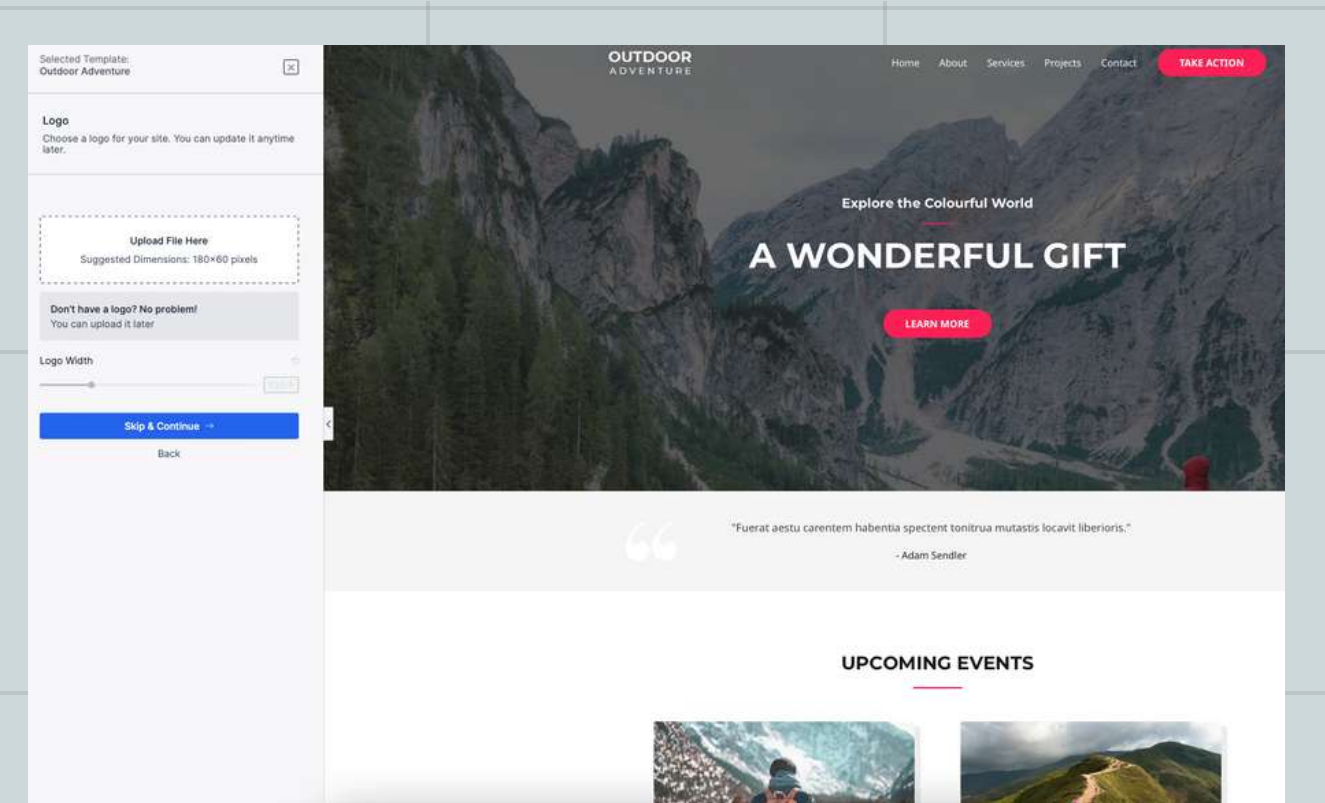 Selected Template:
Outdoor Adventure
Logo
Choose a logo for your site. You can update it anytime
later.
Upload File Here
Suggested Dimensions: 180×60 pixels
Don't have a logo? No problem!
You can upload it later
Logo Width
Skip & Continue →
Back
OUTDOOR
ADVENTURE
Home About Services Projects Contact TAKE ACTION
Explore the Colourful World
A WONDERFUL GIFT
LEARN MORE
"Fuerat aestu carentem habentia spectent tonitrua mutastis locavit liberioris."
- Adam Sendler
UPCOMING EVENTS